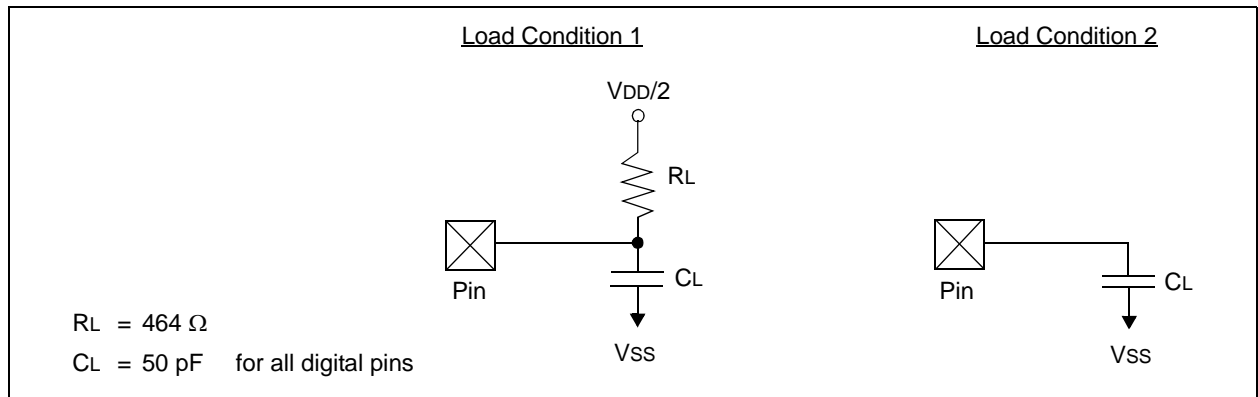 Load Condition 1
VDD/2
RL
CL
Pin
VSS
Load Condition 2
Pin
CL
VSS
RL = 464 Ω
CL = 50 pF for all digital pins